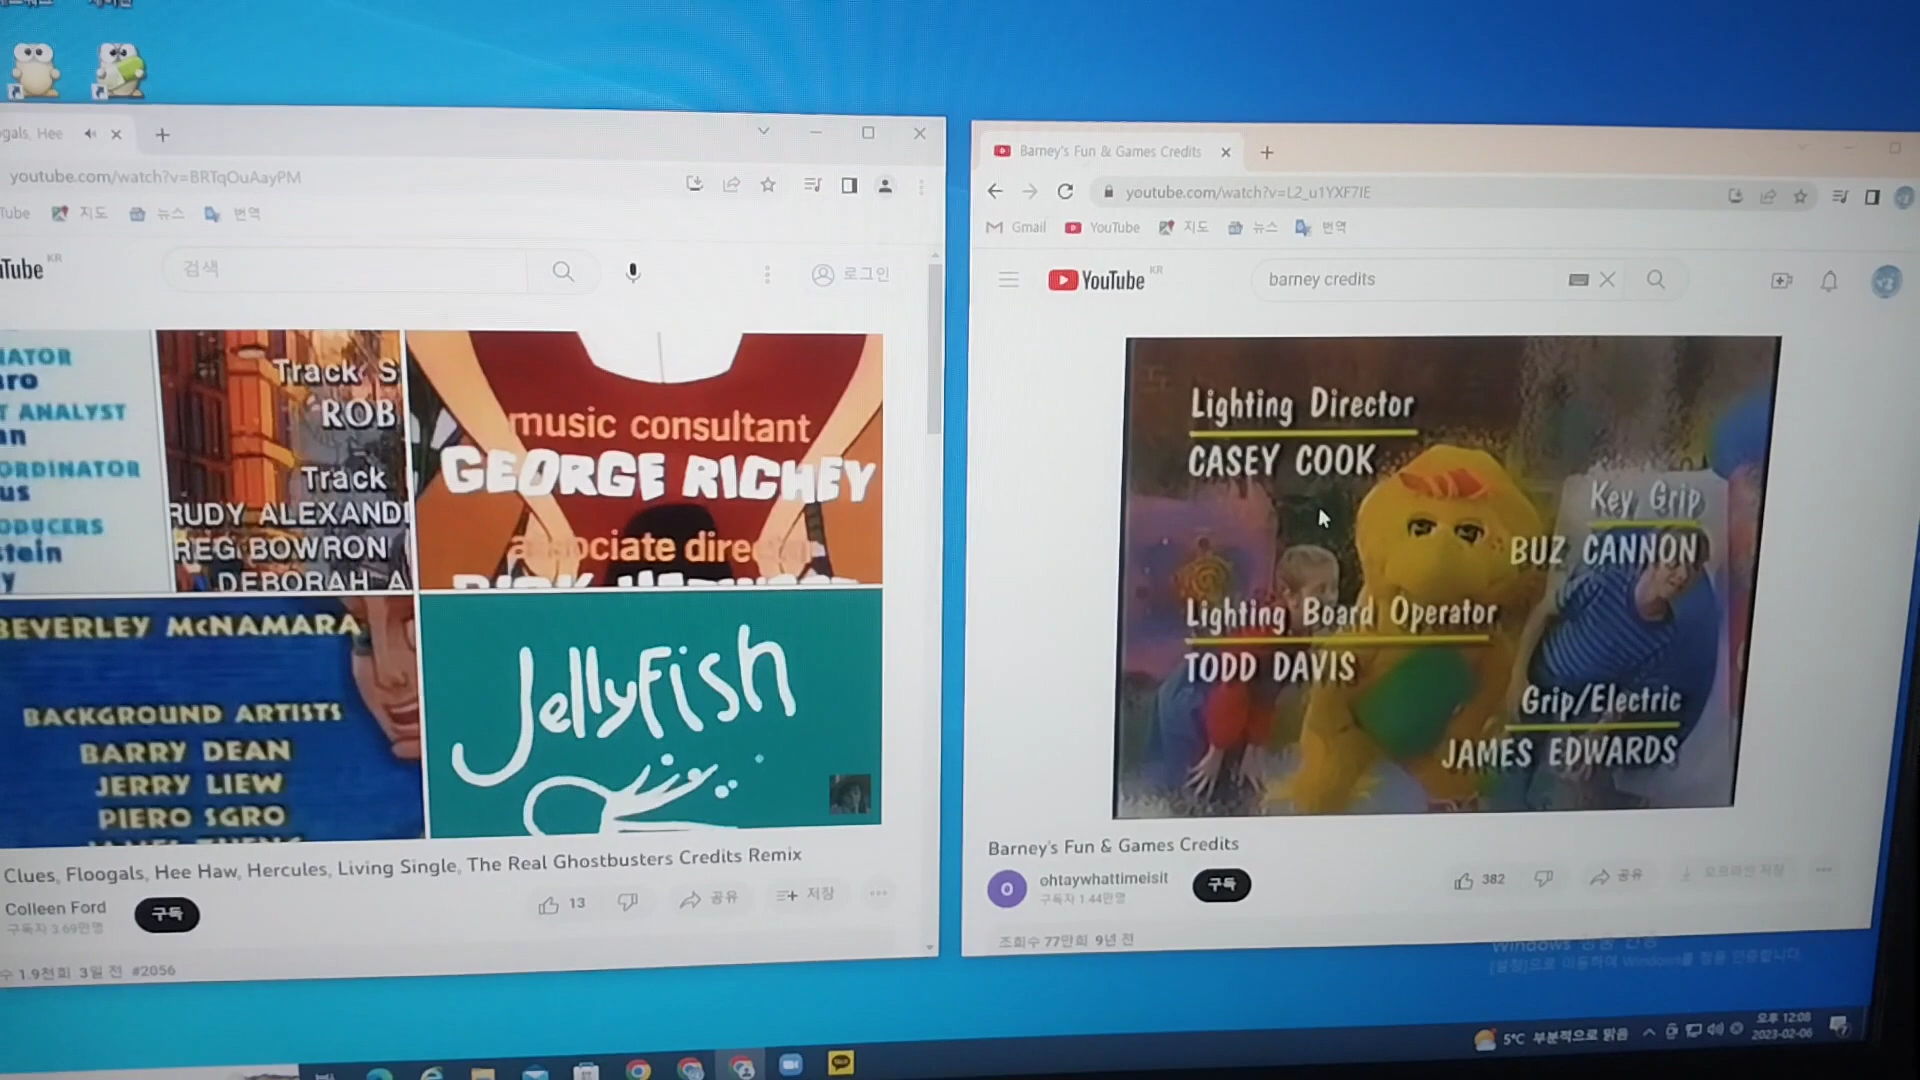 ogals, Hee
youtube.com/watch?v=BRTqOuAayPM
Tube 지도 뉴스 번역
Tube KR
검색
로그인
IATOR
aro
T ANALYST
an
ORDINATOR
us
ODUCERS
stein
y
Track S
ROB
Track
RUDY ALEXAND
REG BOWRON
DEBORAH A
music consultant
GEORGE RICHEY
associate director
BEVERLEY McNAMARA
BACKGROUND ARTISTS
BARRY DEAN
JERRY LIEW
PIERO SGRO
Jellyfish
Clues, Floogals, Hee Haw, Hercules, Living Single, The Real Ghostbusters Credits Remix
Colleen Ford
구독자 3.69만명
구독
13
공유
저장
수 1.9천회 3일 전 #2056
Barney's Fun & Games Credits
youtube.com/watch?v=L2_u1YXF7IE
Gmail YouTube 지도 뉴스 번역
YouTube KR
barney credits
Lighting Director
CASEY COOK
Key Grip
BUZ CANNON
Lighting Board Operator
TODD DAVIS
Grip/Electric
JAMES EDWARDS
Barney's Fun & Games Credits
O
ohtaywhattimeisit
구독자 1.44만명
구독
382
공유
오프라인 저장
조회수 77만회 9년 전
Windows 정품 인증
[설정]으로 이동하여 Windows를 정품 인증합니다.
5°C 부분적으로 맑음
오후 12:08
2023-02-06
TALK